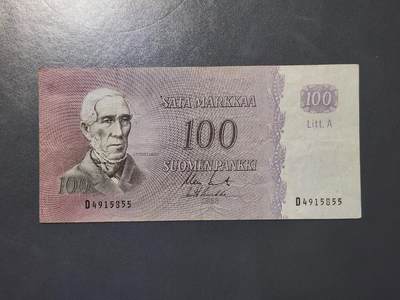 SATA MARKKAA
100
Litt. A
100
SUOMEN PANKKI
100
D4915855
D4915855